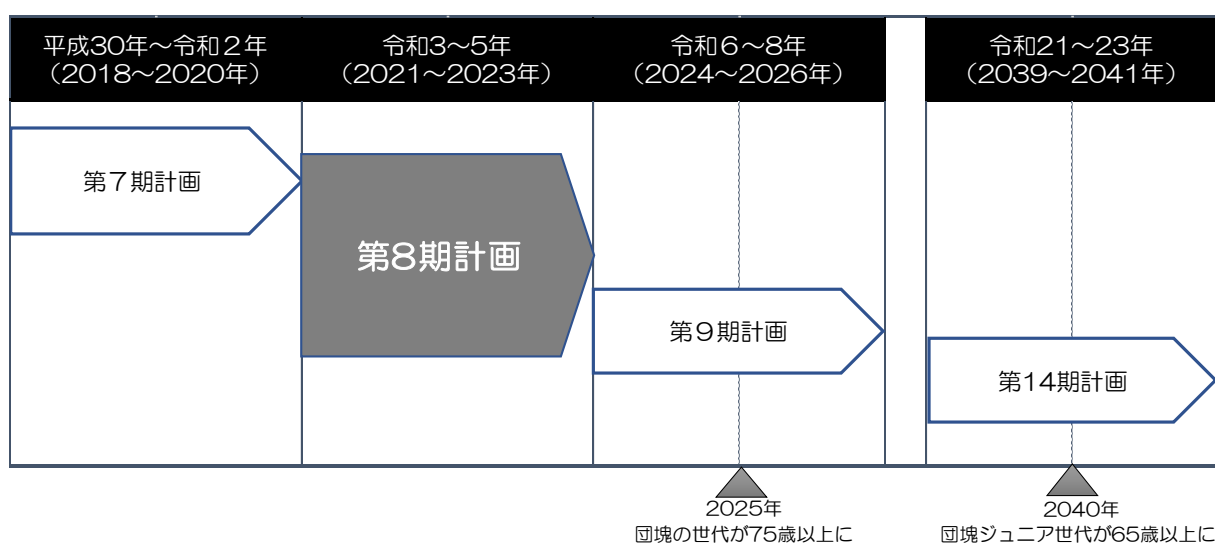 平成30年～令和２年
（2018～2020年）
令和3～5年
（2021～2023年）
令和６～８年
（2024～2026年）
令和21～23年
（2039～2041年）
第７期計画
第8期計画
第９期計画
第14期計画
2025年
団塊の世代が75歳以上に
2040年
団塊ジュニア世代が65歳以上に